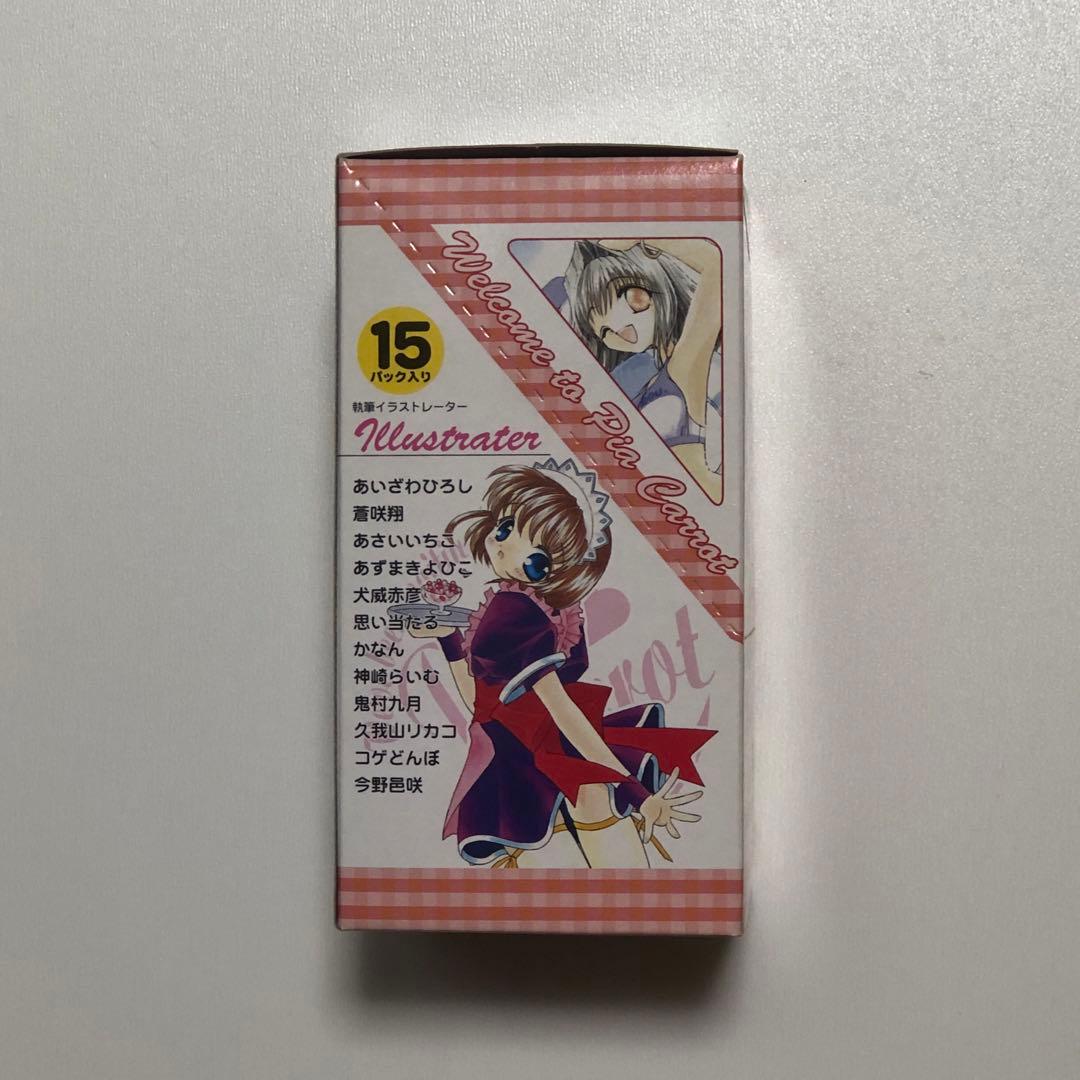 Welcome to Pia Carrot
15
パック入り
執筆イラストレーター
Illustrater
あいざわひろし
蒼咲翔
あさいいちご
あずまきよひこ
犬威赤彦
思い当たる
かなん
神崎らいむ
鬼村九月
久我山リカコ
コゲどんぼ
今野邑咲